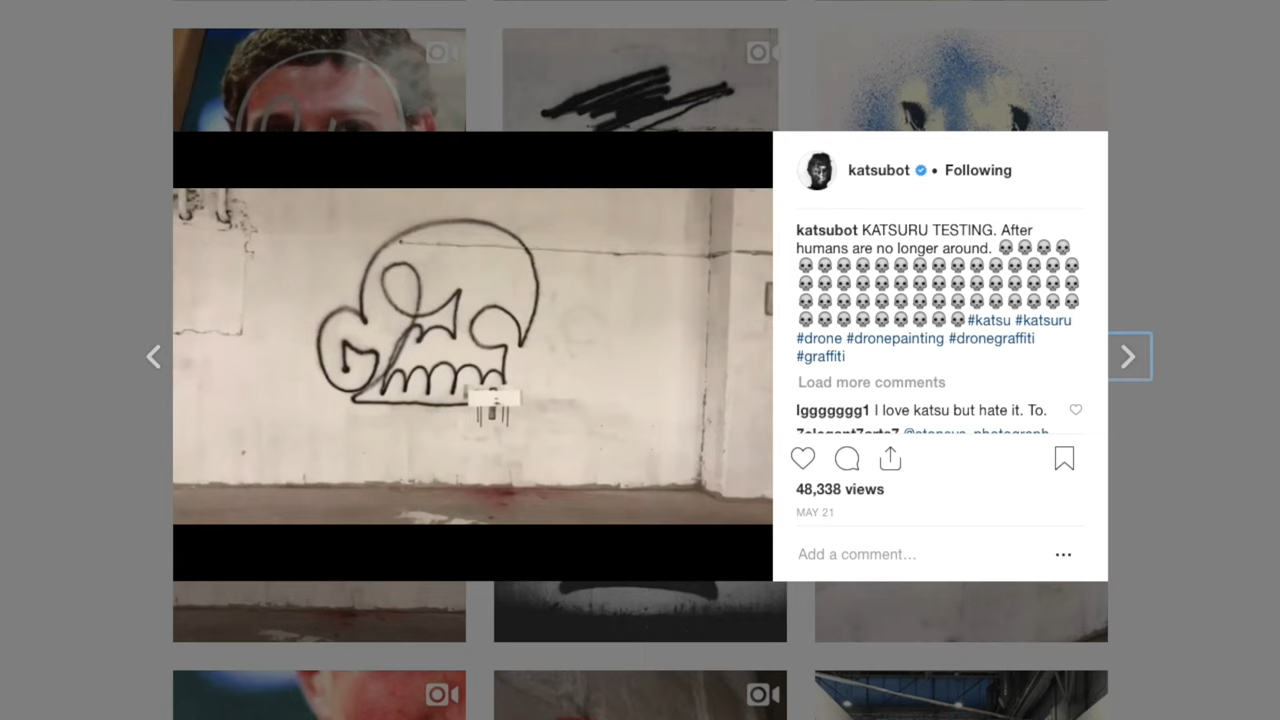 katsubot • Following
katsubot KATSURU TESTING. After
humans are no longer around. 💀💀💀💀
💀💀💀💀💀💀💀💀💀💀💀💀💀💀💀
💀💀💀💀💀💀💀💀💀💀💀💀💀💀💀
💀💀💀💀💀💀💀💀💀💀💀💀💀💀💀
💀💀💀💀💀💀💀💀💀#katsu #katsuru
#drone #dronepainting #dronegraffiti
#graffiti
Load more comments
lggggggg1 I love katsu but hate it. To.
48,338 views
MAY 21
Add a comment…